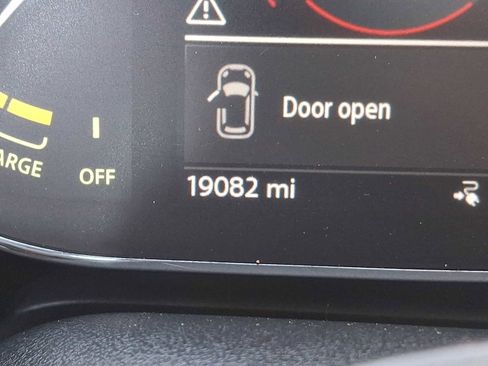 Door open
19082 mi
ARGE
OFF